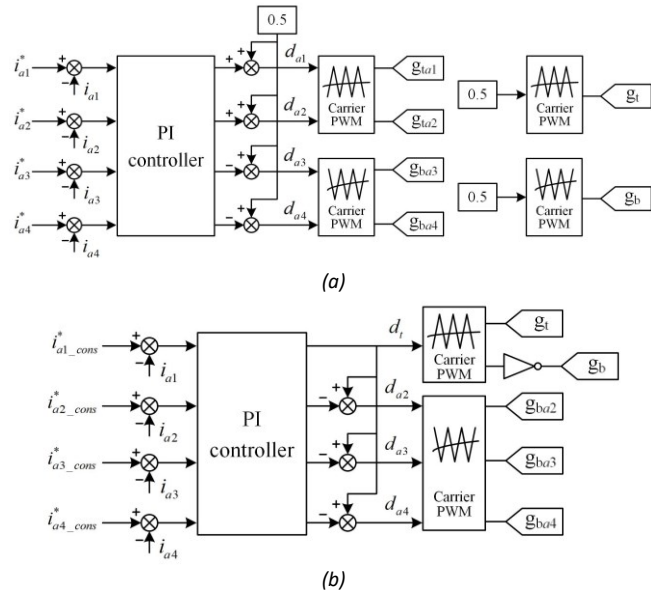 0.5
i*a1 + − ia1 + + da1 gta1
i*a2 + − ia2 + + da2 Carrier PWM gta2 0.5 Carrier PWM gt
PI controller
i*a3 + − ia3 − + da3 gba3
i*a4 + − ia4 − + da4 Carrier PWM gba4 0.5 Carrier PWM gb
(a)
i*a1_cons + − ia1 dt Carrier PWM gt
gb
i*a2_cons + − ia2 − + da2 gba2
PI controller
i*a3_cons + − ia3 − + da3 gba3
Carrier PWM
i*a4_cons + − ia4 − + da4 gba4
(b)